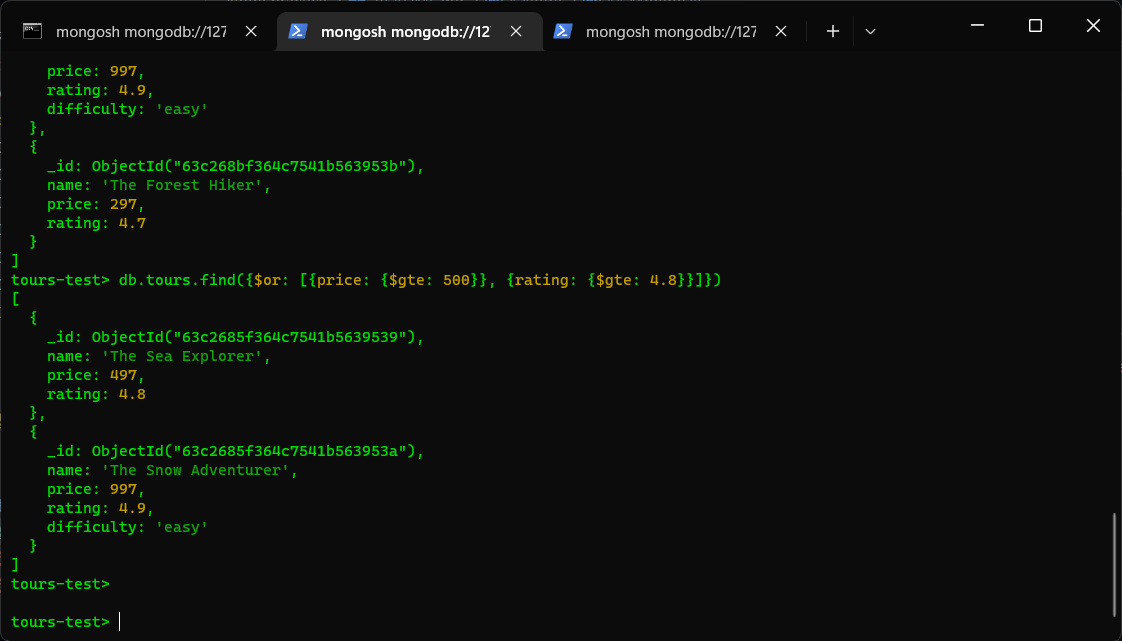 mongosh mongodb://127
mongosh mongodb://12
mongosh mongodb://127
price: 997,
rating: 4.9,
difficulty: 'easy'
},
{
_id: ObjectId("63c268bf364c7541b563953b"),
name: 'The Forest Hiker',
price: 297,
rating: 4.7
}
]
tours-test> db.tours.find({$or: [{price: {$gte: 500}}, {rating: {$gte: 4.8}}]})
[
{
_id: ObjectId("63c2685f364c7541b5639539"),
name: 'The Sea Explorer',
price: 497,
rating: 4.8
},
{
_id: ObjectId("63c2685f364c7541b563953a"),
name: 'The Snow Adventurer',
price: 997,
rating: 4.9,
difficulty: 'easy'
}
]
tours-test>
tours-test>